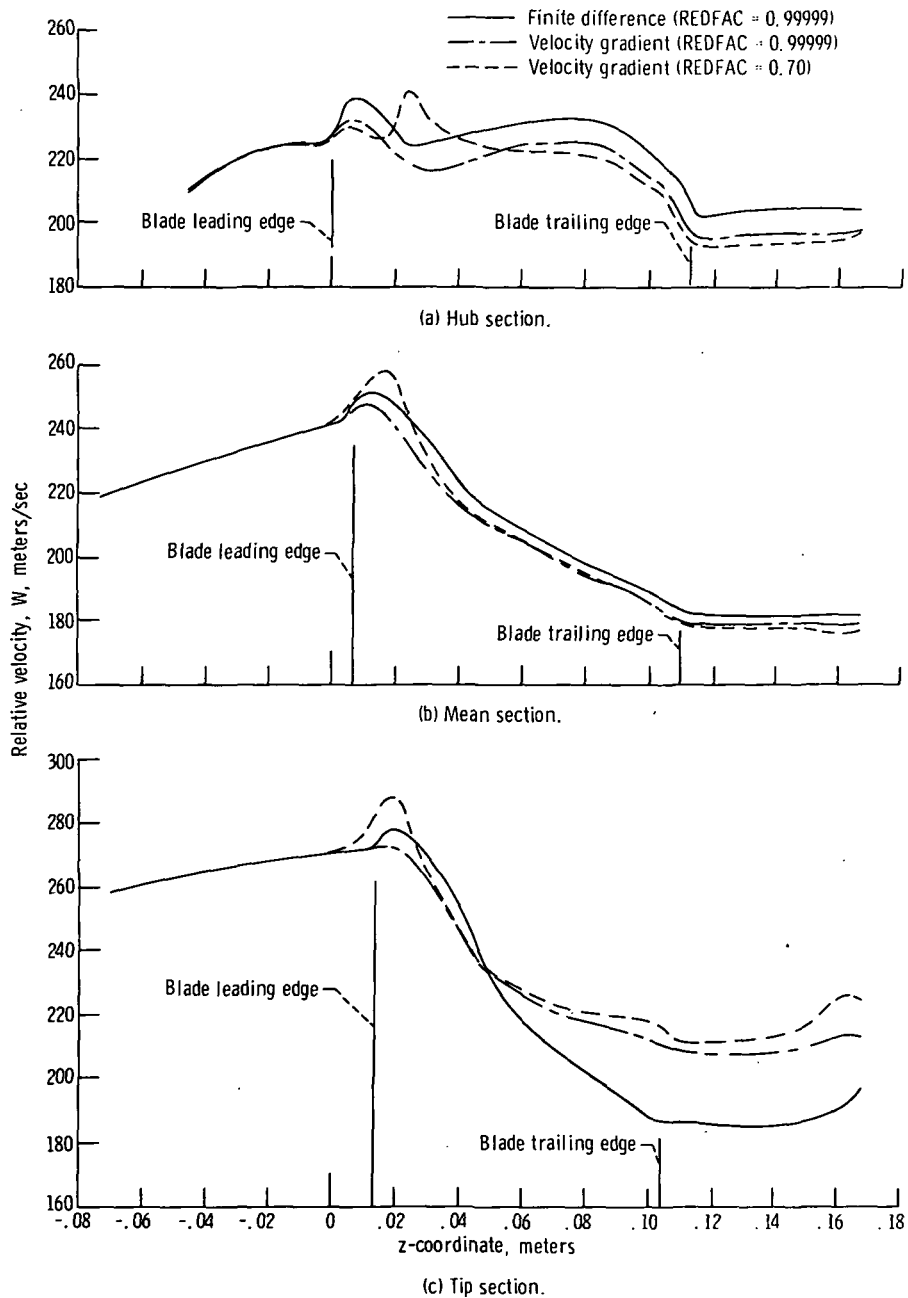 Finite difference (REDFAC = 0.99999)
Velocity gradient (REDFAC = 0.99999)
Velocity gradient (REDFAC = 0.70)
260
240
220
200
180
Blade leading edge
Blade trailing edge
(a) Hub section.
260
240
220
200
180
160
Blade leading edge
Blade trailing edge
(b) Mean section.
Relative velocity, W, meters/sec
300
280
260
240
220
200
180
160
Blade leading edge
Blade trailing edge
-.08 -.06 -.04 -.02 0 .02 .04 .06 .08 .10 .12 .14 .16 .18
z-coordinate, meters
(c) Tip section.